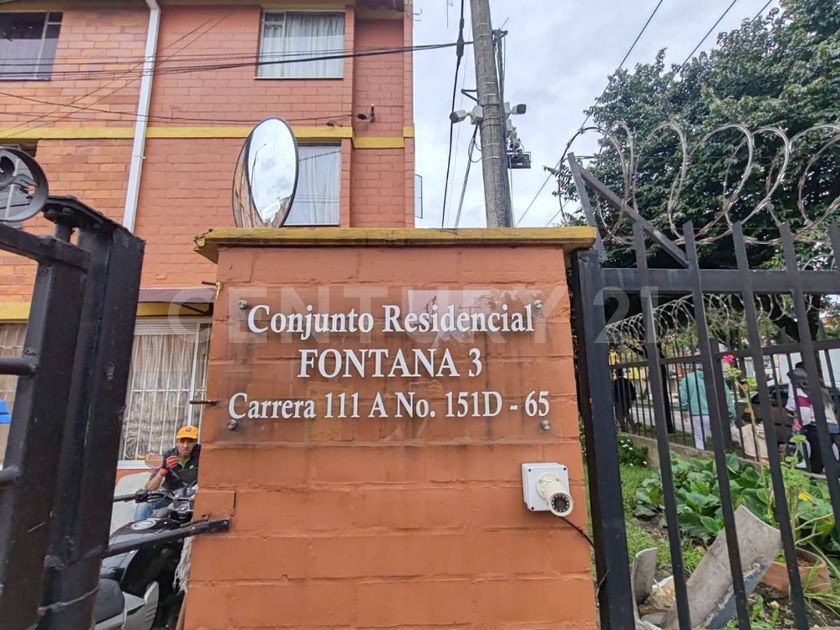 CENTURY 21
Conjunto Residencial
FONTANA 3
Carrera 111 A No. 151D - 65